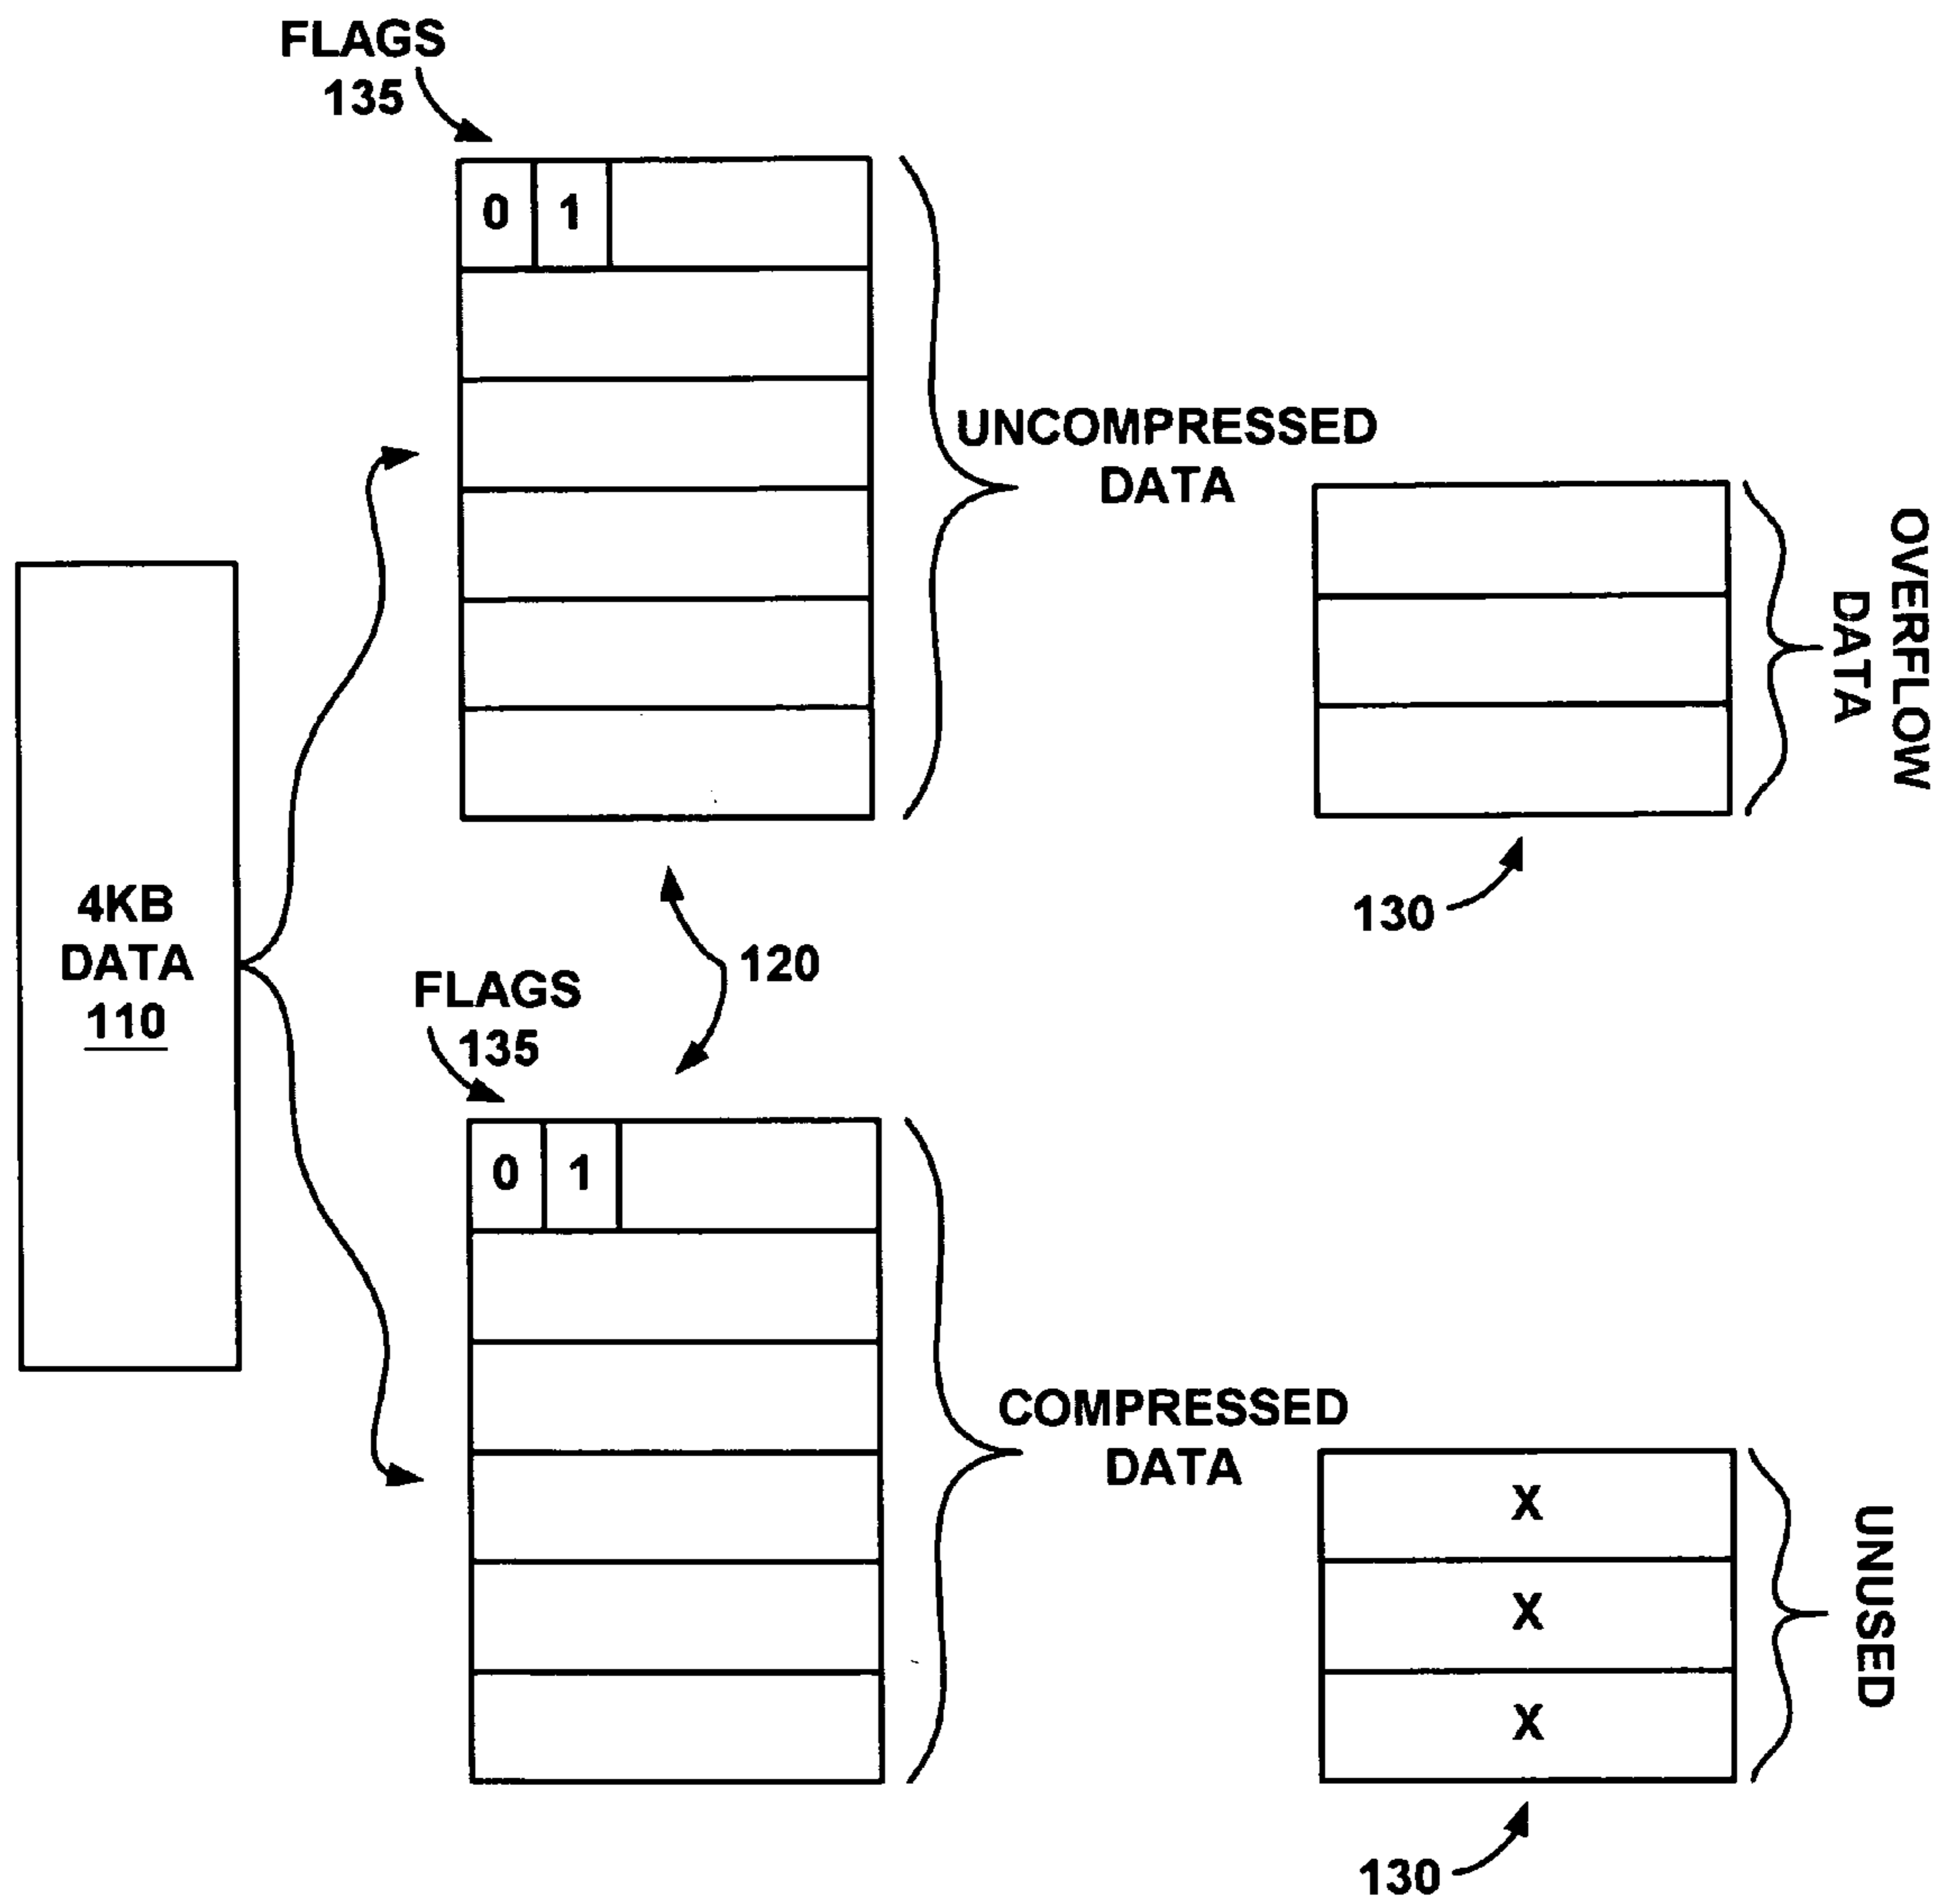 FLAGS
135
0 1
UNCOMPRESSED
DATA
OVERFLOW
DATA
130
4KB
DATA
110
120
FLAGS
135
0 1
COMPRESSED
DATA
X
X
X
UNUSED
130